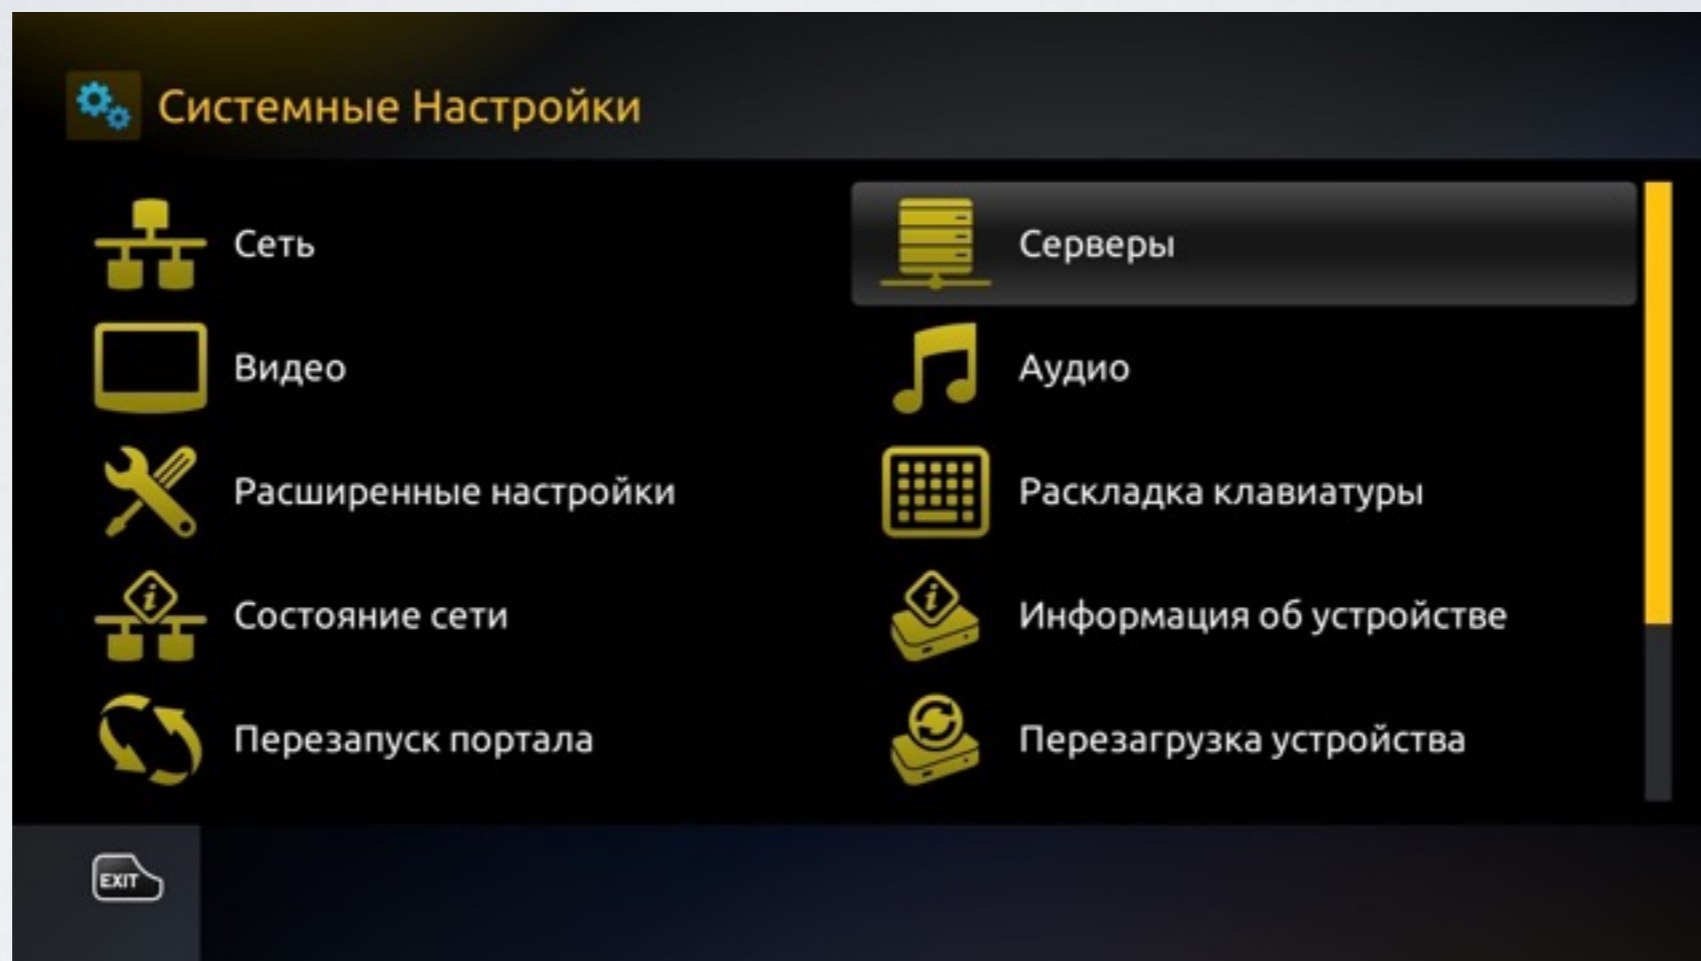 Системные Настройки
Сеть
Серверы
Видео
Аудио
Расширенные настройки
Раскладка клавиатуры
Состояние сети
Информация об устройстве
Перезапуск портала
Перезагрузка устройства
EXIT